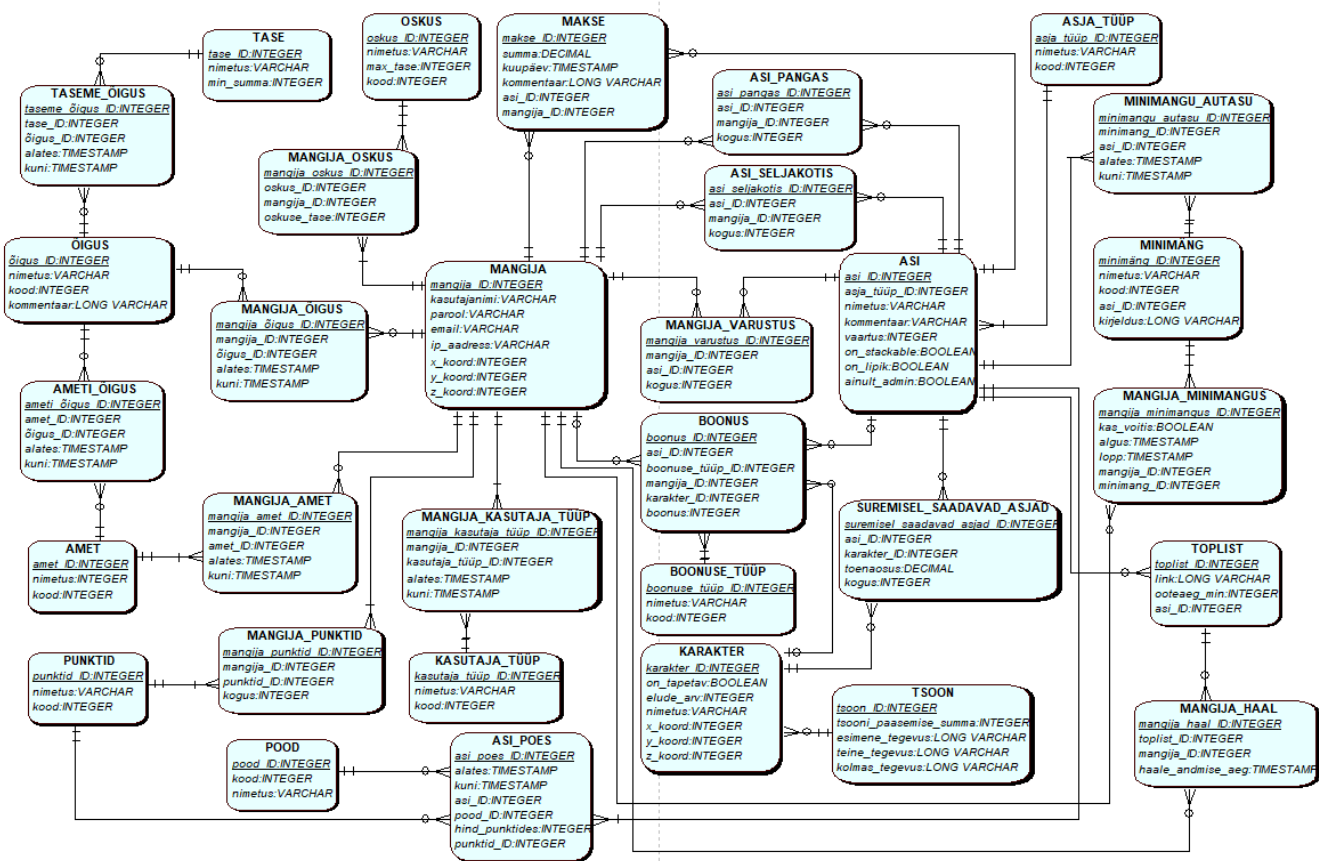 TASE
tase_ID:INTEGER
nimetus:VARCHAR
min_summa:INTEGER
OSKUS
oskus_ID:INTEGER
nimetus:VARCHAR
max_tase:INTEGER
kood:INTEGER
MAKSE
makse_ID:INTEGER
summa:DECIMAL
kuupäev:TIMESTAMP
kommentaar:LONG VARCHAR
asi_ID:INTEGER
mangija_ID:INTEGER
ASJA_TÜÜP
asja_tüüp_ID:INTEGER
nimetus:VARCHAR
kood:INTEGER
TASEME_ÕIGUS
taseme_õigus_ID:INTEGER
tase_ID:INTEGER
õigus_ID:INTEGER
alates:TIMESTAMP
kuni:TIMESTAMP
ASI_PANGAS
asi_pangas_ID:INTEGER
asi_ID:INTEGER
mangija_ID:INTEGER
kogus:INTEGER
MINIMANGU_AUTASU
minimangu_autasu_ID:INTEGER
minimang_ID:INTEGER
asi_ID:INTEGER
alates:TIMESTAMP
kuni:TIMESTAMP
MANGIJA_OSKUS
mangija_oskus_ID:INTEGER
oskus_ID:INTEGER
mangija_ID:INTEGER
oskuse_tase:INTEGER
ASI_SELJAKOTIS
asi_seljakotis_ID:INTEGER
asi_ID:INTEGER
mangija_ID:INTEGER
kogus:INTEGER
ÕIGUS
õigus_ID:INTEGER
nimetus:VARCHAR
kood:INTEGER
kommentaar:LONG VARCHAR
MANGIJA
mangija_ID:INTEGER
kasutajanimi:VARCHAR
parool:VARCHAR
email:VARCHAR
ip_aadress:VARCHAR
x_koord:INTEGER
y_koord:INTEGER
z_koord:INTEGER
ASI
asi_ID:INTEGER
asja_tüüp_ID:INTEGER
nimetus:VARCHAR
kommentaar:VARCHAR
vaartus:INTEGER
on_stackable:BOOLEAN
on_lipik:BOOLEAN
ainult_admin:BOOLEAN
MINIMÄNG
minimäng_ID:INTEGER
nimetus:VARCHAR
kood:INTEGER
asi_ID:INTEGER
kirjeldus:LONG VARCHAR
MANGIJA_ÕIGUS
mangija_õigus_ID:INTEGER
mangija_ID:INTEGER
õigus_ID:INTEGER
alates:TIMESTAMP
kuni:TIMESTAMP
MANGIJA_VARUSTUS
mangija_varustus_ID:INTEGER
mangija_ID:INTEGER
asi_ID:INTEGER
kogus:INTEGER
AMETI_ÕIGUS
ameti_õigus_ID:INTEGER
amet_ID:INTEGER
õigus_ID:INTEGER
alates:TIMESTAMP
kuni:TIMESTAMP
BOONUS
boonus_ID:INTEGER
asi_ID:INTEGER
boonuse_tüüp_ID:INTEGER
mangija_ID:INTEGER
karakter_ID:INTEGER
boonus:INTEGER
MANGIJA_MINIMANGUS
mangija_minimangus_ID:INTEGER
kas_voitis:BOOLEAN
algus:TIMESTAMP
lopp:TIMESTAMP
mangija_ID:INTEGER
minimang_ID:INTEGER
MANGIJA_AMET
mangija_amet_ID:INTEGER
mangija_ID:INTEGER
amet_ID:INTEGER
alates:TIMESTAMP
kuni:TIMESTAMP
MANGIJA_KASUTAJA_TÜÜP
mangija_kasutaja_tüüp_ID:INTEGER
mangija_ID:INTEGER
kasutaja_tüüp_ID:INTEGER
alates:TIMESTAMP
kuni:TIMESTAMP
SUREMISEL_SAADAVAD_ASJAD
suremisel_saadavad_asjad_ID:INTEGER
asi_ID:INTEGER
karakter_ID:INTEGER
toenaosus:DECIMAL
kogus:INTEGER
AMET
amet_ID:INTEGER
nimetus:INTEGER
kood:INTEGER
BOONUSE_TÜÜP
boonuse_tüüp_ID:INTEGER
nimetus:VARCHAR
kood:INTEGER
TOPLIST
toplist_ID:INTEGER
link:LONG VARCHAR
ooteaeg_min:INTEGER
asi_ID:INTEGER
MANGIJA_PUNKTID
mangija_punktid_ID:INTEGER
mangija_ID:INTEGER
punktid_ID:INTEGER
kogus:INTEGER
PUNKTID
punktid_ID:INTEGER
nimetus:VARCHAR
kood:INTEGER
KASUTAJA_TÜÜP
kasutaja_tüüp_ID:INTEGER
nimetus:VARCHAR
kood:INTEGER
KARAKTER
karakter_ID:INTEGER
on_tapetav:BOOLEAN
elude_arv:INTEGER
nimetus:VARCHAR
x_koord:INTEGER
y_koord:INTEGER
z_koord:INTEGER
TSOON
tsoon_ID:INTEGER
tsooni_paasemise_summa:INTEGER
esimene_tegevus:LONG VARCHAR
teine_tegevus:LONG VARCHAR
kolmas_tegevus:LONG VARCHAR
MANGIJA_HAAL
mangija_haal_ID:INTEGER
toplist_ID:INTEGER
mangija_ID:INTEGER
haale_andmise_aeg:TIMESTAMP
POOD
pood_ID:INTEGER
kood:INTEGER
nimetus:VARCHAR
ASI_POES
asi_poes_ID:INTEGER
alates:TIMESTAMP
kuni:TIMESTAMP
asi_ID:INTEGER
pood_ID:INTEGER
hind_punktides:INTEGER
punktid_ID:INTEGER